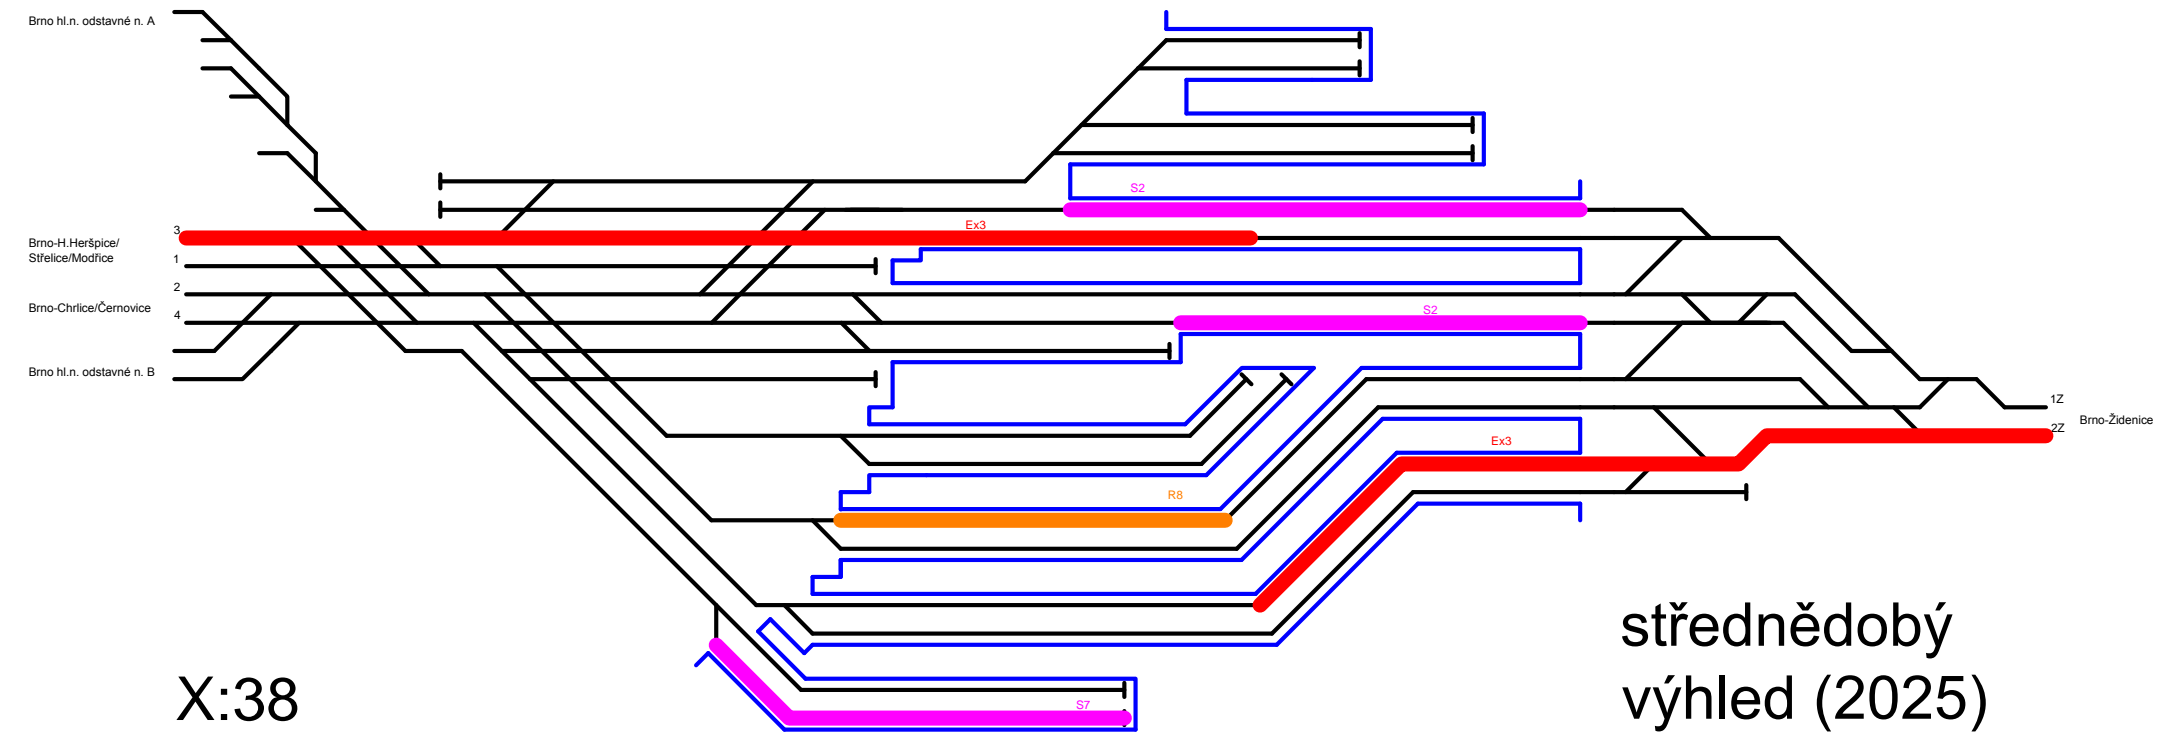 Brno hl.n. odstavné n. A
S2
3
Ex3
Brno-H.Heršpice/
Střelice/Modřice
1
2
Brno-Chrlice/Černovice
S2
4
Brno hl.n. odstavné n. B
1Z
Brno-Židenice
2Z
Ex3
R8
střednědobý
výhled (2025)
X:38
S7